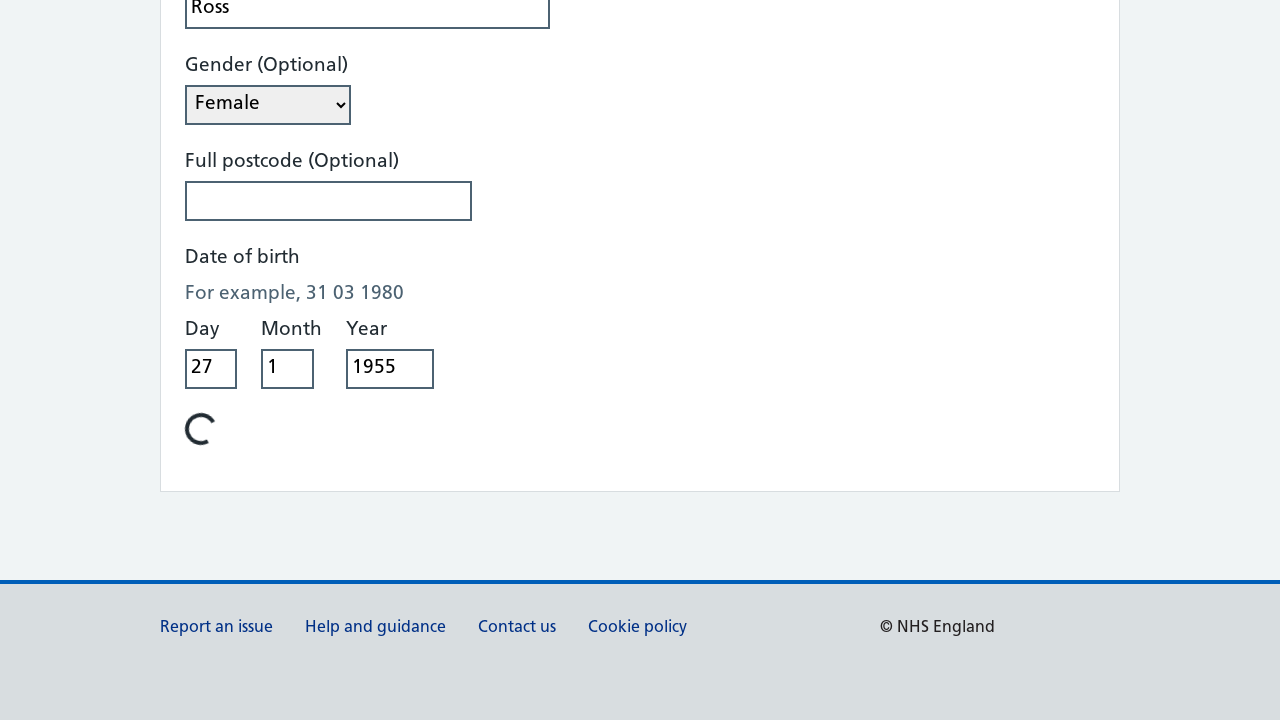 Ross
Gender (Optional)
Female
Full postcode (Optional)
Date of birth
For example, 31 03 1980
Day Month Year
27 1 1955
Report an issue Help and guidance Contact us Cookie policy © NHS England